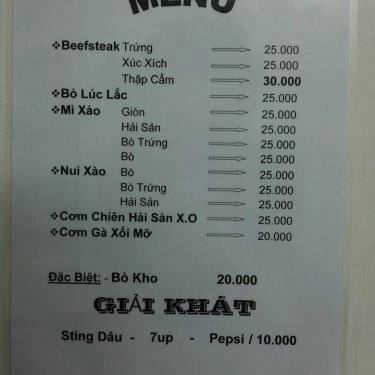 MENU
❖Beefsteak Trứng 25.000
Xúc Xích 25.000
Thập Cẩm 30.000
❖Bò Lúc Lắc 25.000
❖Mì Xào Giòn 25.000
Hải Sản 25.000
Bò Trứng 25.000
Bò 25.000
❖Nui Xào Bò 25.000
Bò Trứng 25.000
Hải Sản 25.000
❖Cơm Chiên Hải Sản X.O 25.000
❖Cơm Gà Xối Mỡ 20.000
Đặc Biệt: - Bò Kho 20.000
GIẢI KHÁT
Sting Dâu - 7up - Pepsi / 10.000